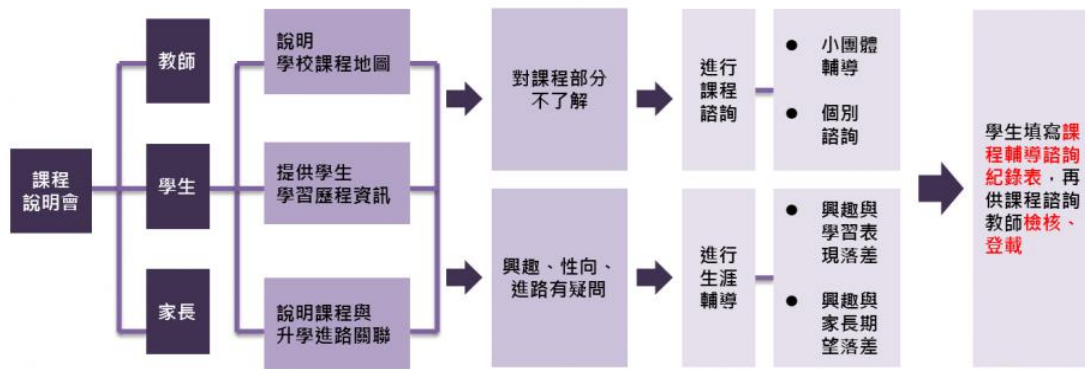 課程
說明會
教師
學生
家長
說明
學校課程地圖
提供學生
學習歷程資訊
說明課程與
升學進路關聯
對課程部分
不了解
興趣、性向、
進路有疑問
進行
課程
諮詢
● 小團體
輔導
● 個別
諮詢
進行
生涯
輔導
● 興趣與
學習表
現落差
● 興趣與
家長期
望落差
學生填寫課
程輔導諮詢
紀錄表，再
供課程諮詢
教師檢核、
登載